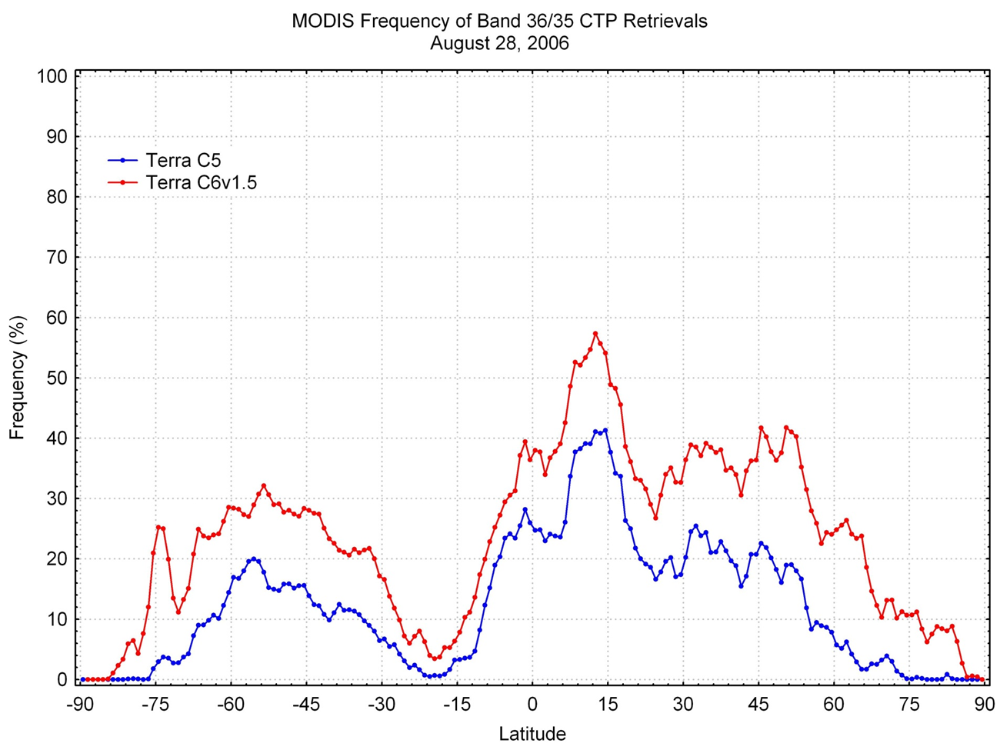 MODIS Frequency of Band 36/35 CTP Retrievals
August 28, 2006
100
90
80
70
60
50
40
30
20
10
0
Frequency (%)
Terra C5
Terra C6v1.5
-90 -75 -60 -45 -30 -15 0 15 30 45 60 75 90
Latitude